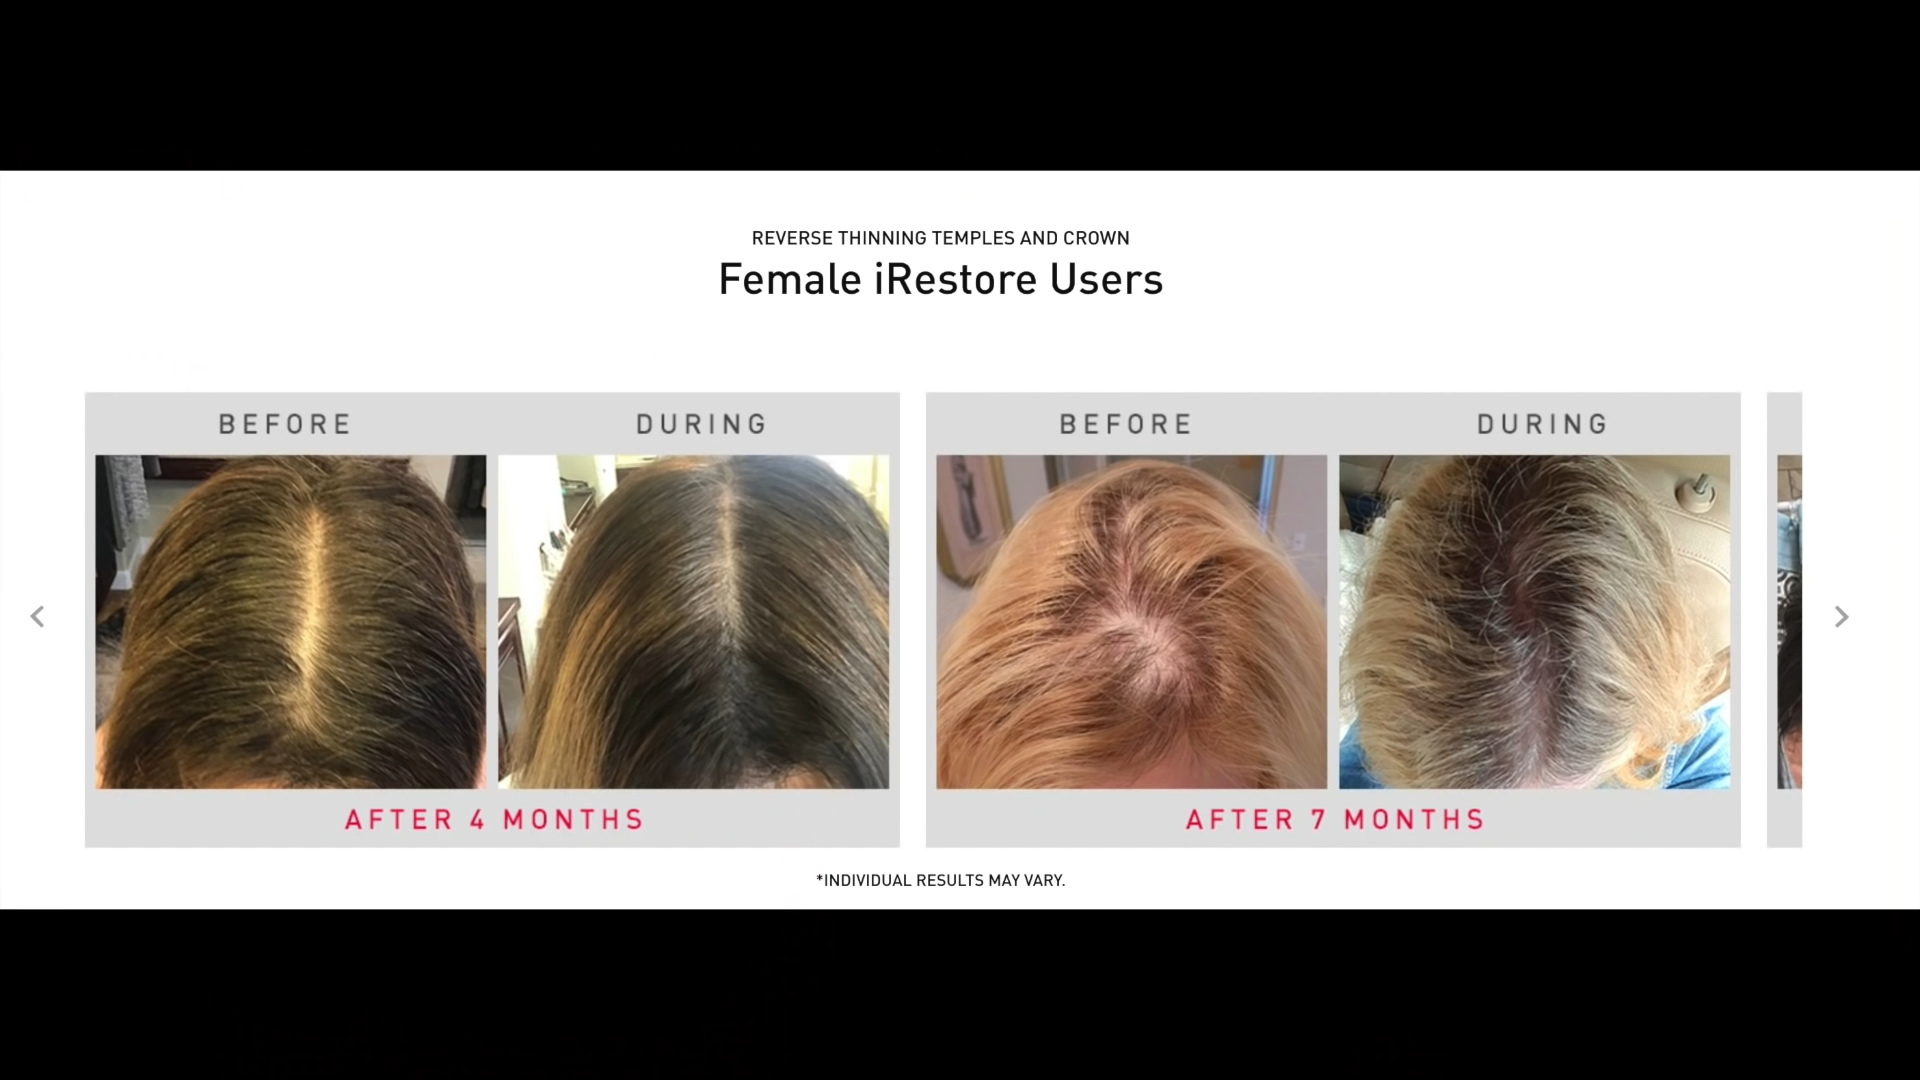 REVERSE THINNING TEMPLES AND CROWN
Female iRestore Users
BEFORE DURING
AFTER 4 MONTHS
BEFORE DURING
AFTER 7 MONTHS
*INDIVIDUAL RESULTS MAY VARY.